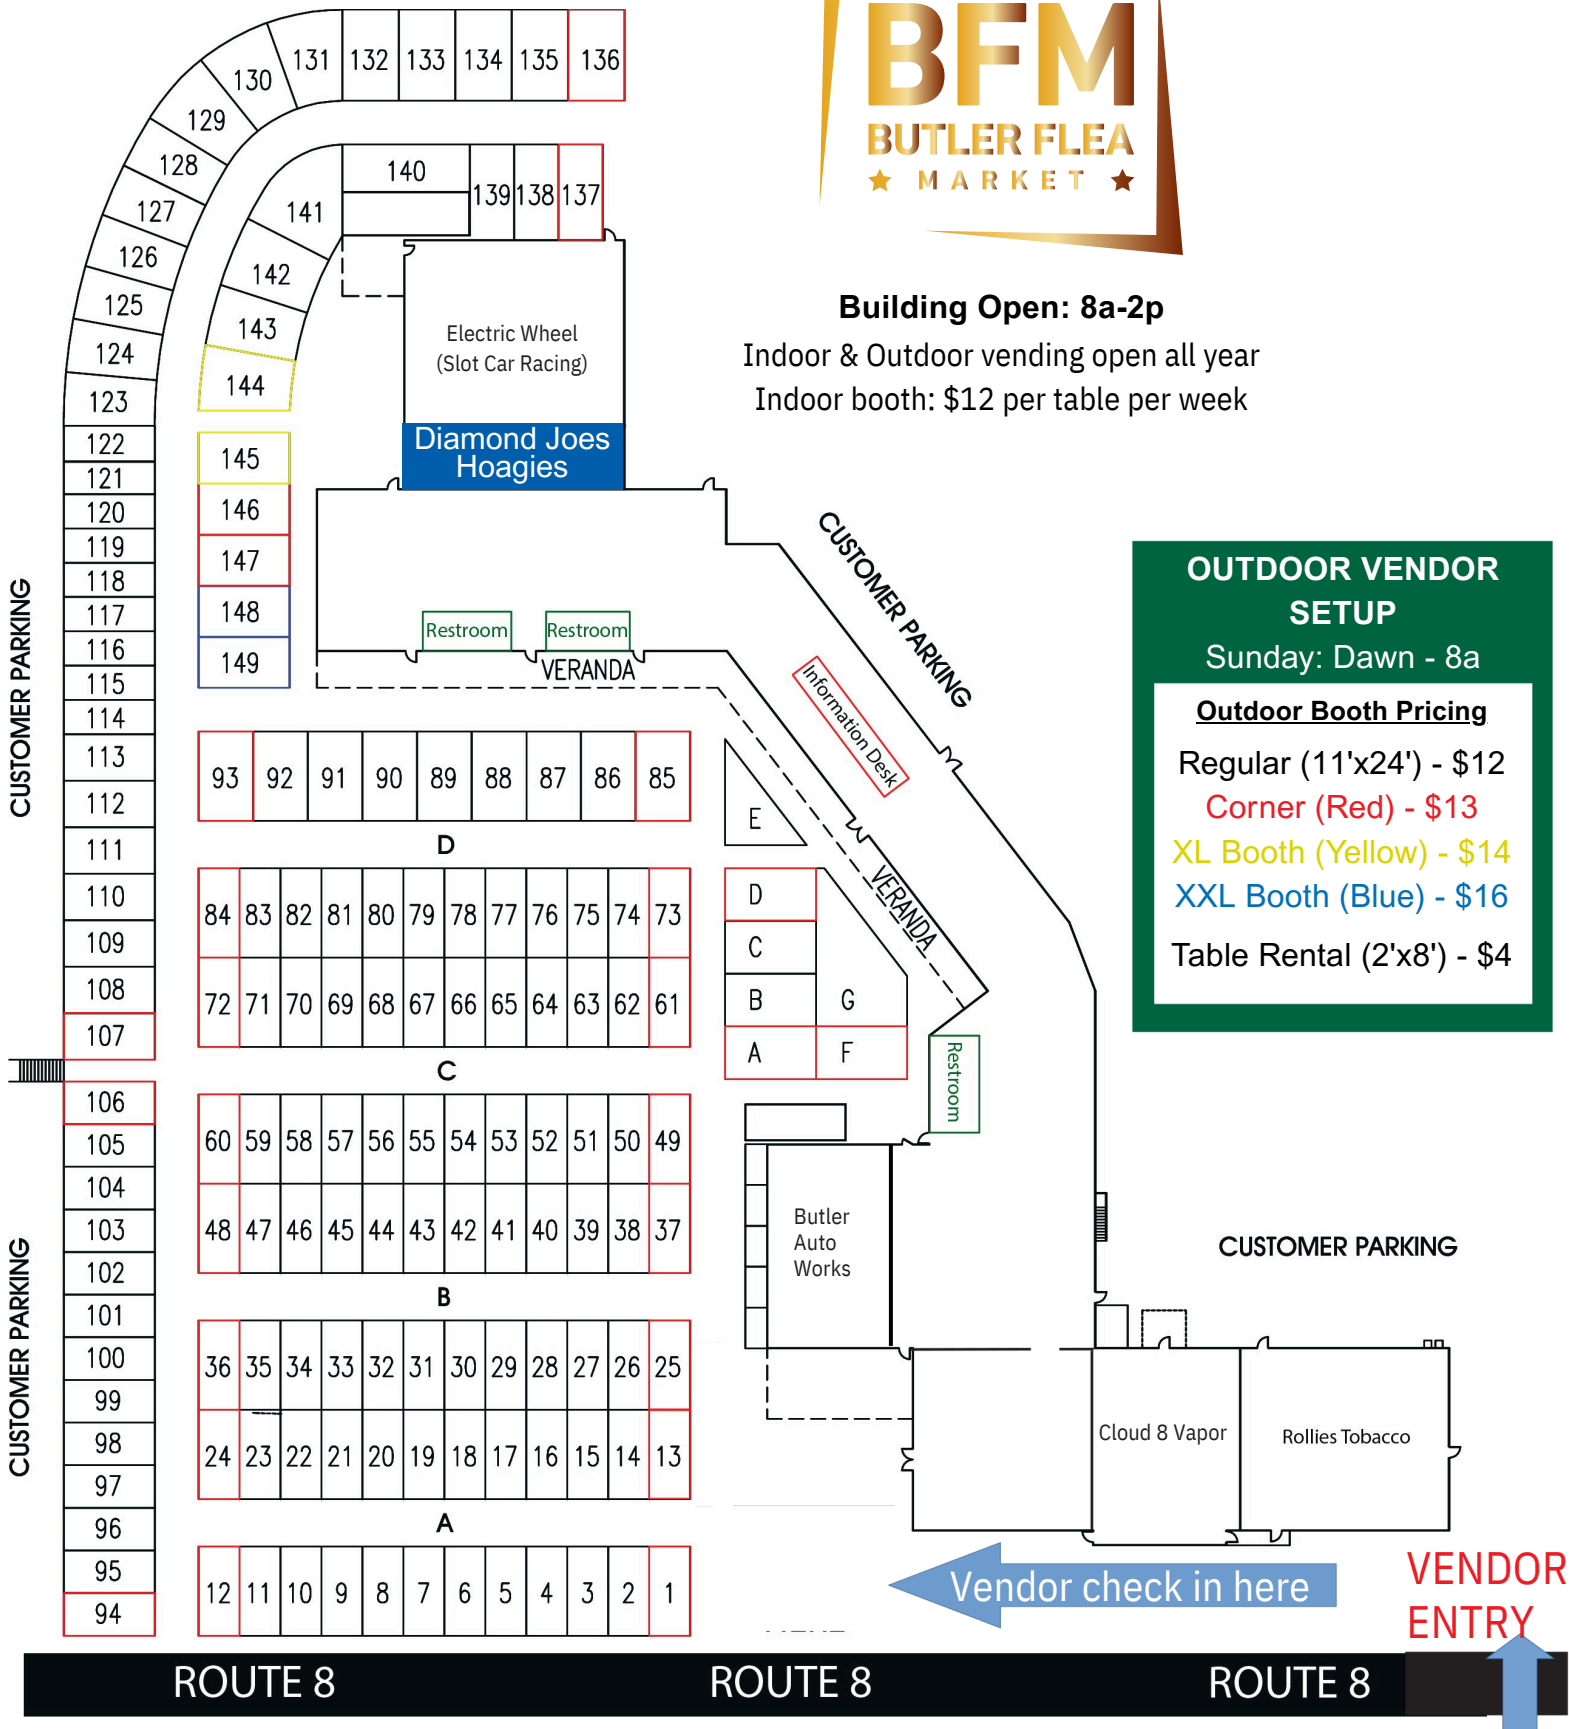 BFM
BUTLER FLEA
MARKET
Building Open: 8a-2p
Indoor & Outdoor vending open all year
Indoor booth: $12 per table per week
131 132 133 134 135 136
130
129
128
127
126
125
124
123
122
121
120
119
118
117
116
115
114
113
112
111
110
109
108
107
106
105
104
103
102
101
100
99
98
97
96
95
94
CUSTOMER PARKING
CUSTOMER PARKING
140
139 138 137
141
142
143
144
145
146
147
148
149
Electric Wheel
(Slot Car Racing)
Diamond Joes
Hoagies
Restroom
Restroom
VERANDA
CUSTOMER PARKING
Information Desk
VERANDA
OUTDOOR VENDOR
SETUP
Sunday: Dawn - 8a
Outdoor Booth Pricing
Regular (11'x24') - $12
Corner (Red) - $13
XL Booth (Yellow) - $14
XXL Booth (Blue) - $16
Table Rental (2'x8') - $4
93 92 91 90 89 88 87 86 85
D
84 83 82 81 80 79 78 77 76 75 74 73
72 71 70 69 68 67 66 65 64 63 62 61
C
60 59 58 57 56 55 54 53 52 51 50 49
48 47 46 45 44 43 42 41 40 39 38 37
B
36 35 34 33 32 31 30 29 28 27 26 25
24 23 22 21 20 19 18 17 16 15 14 13
A
12 11 10 9 8 7 6 5 4 3 2 1
E
D
C
B G
A F
Restroom
Butler
Auto
Works
CUSTOMER PARKING
Cloud 8 Vapor
Rollies Tobacco
Vendor check in here
VENDOR
ENTRY
ROUTE 8 ROUTE 8 ROUTE 8